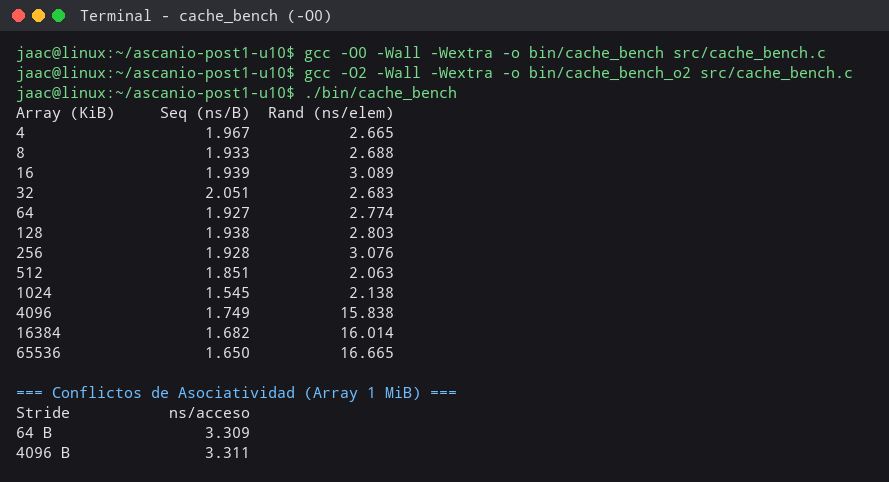 Terminal - cache_bench (-O0)
jaac@linux:~/ascanio-post1-u10$ gcc -O0 -Wall -Wextra -o bin/cache_bench src/cache_bench.c
jaac@linux:~/ascanio-post1-u10$ gcc -O2 -Wall -Wextra -o bin/cache_bench_o2 src/cache_bench.c
jaac@linux:~/ascanio-post1-u10$ ./bin/cache_bench
Array (KiB)     Seq (ns/B)  Rand (ns/elem)
4                    1.967           2.665
8                    1.933           2.688
16                   1.939           3.089
32                   2.051           2.683
64                   1.927           2.774
128                  1.938           2.803
256                  1.928           3.076
512                  1.851           2.063
1024                 1.545           2.138
4096                 1.749          15.838
16384                1.682          16.014
65536                1.650          16.665
=== Conflictos de Asociatividad (Array 1 MiB) ===
Stride           ns/acceso
64 B                 3.309
4096 B               3.311